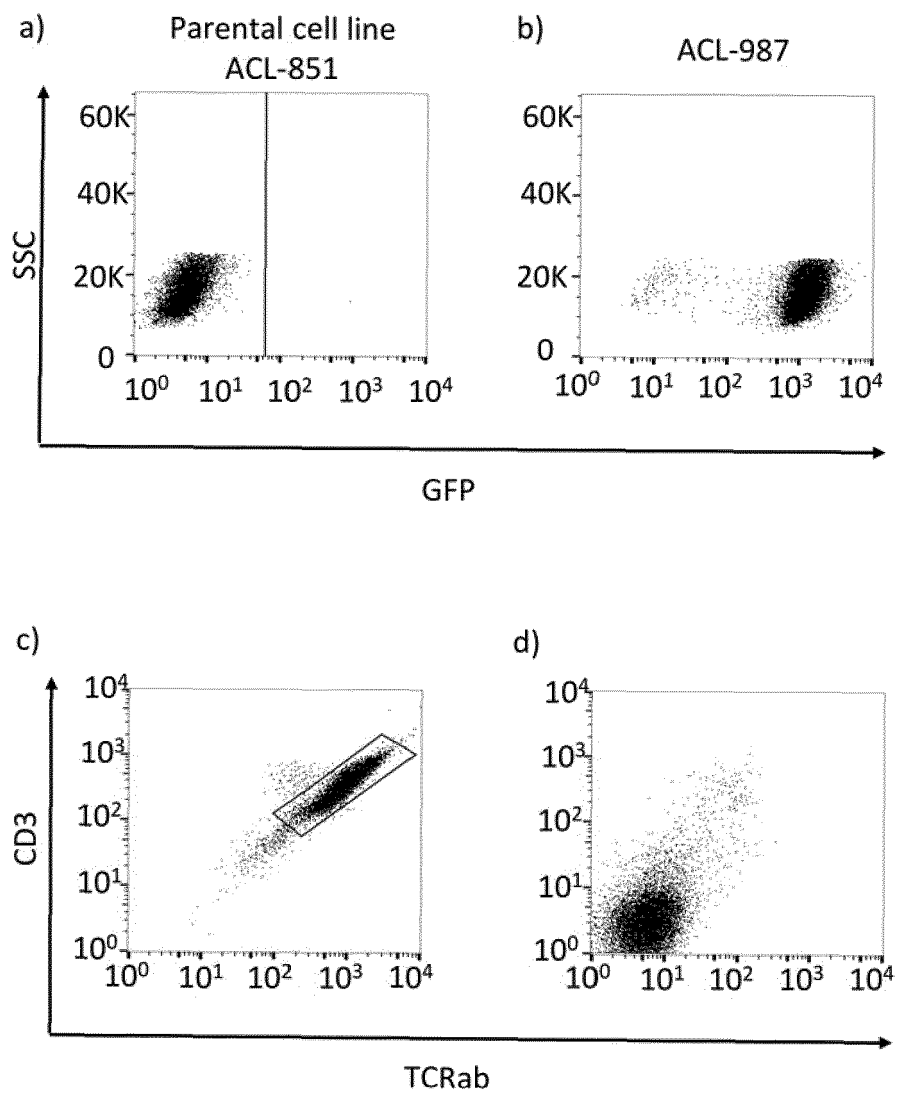 a)
Parental cell line
ACL-851
b)
ACL-987
SSC
60K
40K
20K
0
10⁰ 10¹ 10² 10³ 10⁴
60K
40K
20K
0
10⁰ 10¹ 10² 10³ 10⁴
GFP
c)
CD3
10⁴
10³
10²
10¹
10⁰
10⁰ 10¹ 10² 10³ 10⁴
d)
10⁴
10³
10²
10¹
10⁰
10⁰ 10¹ 10² 10³ 10⁴
TCRab